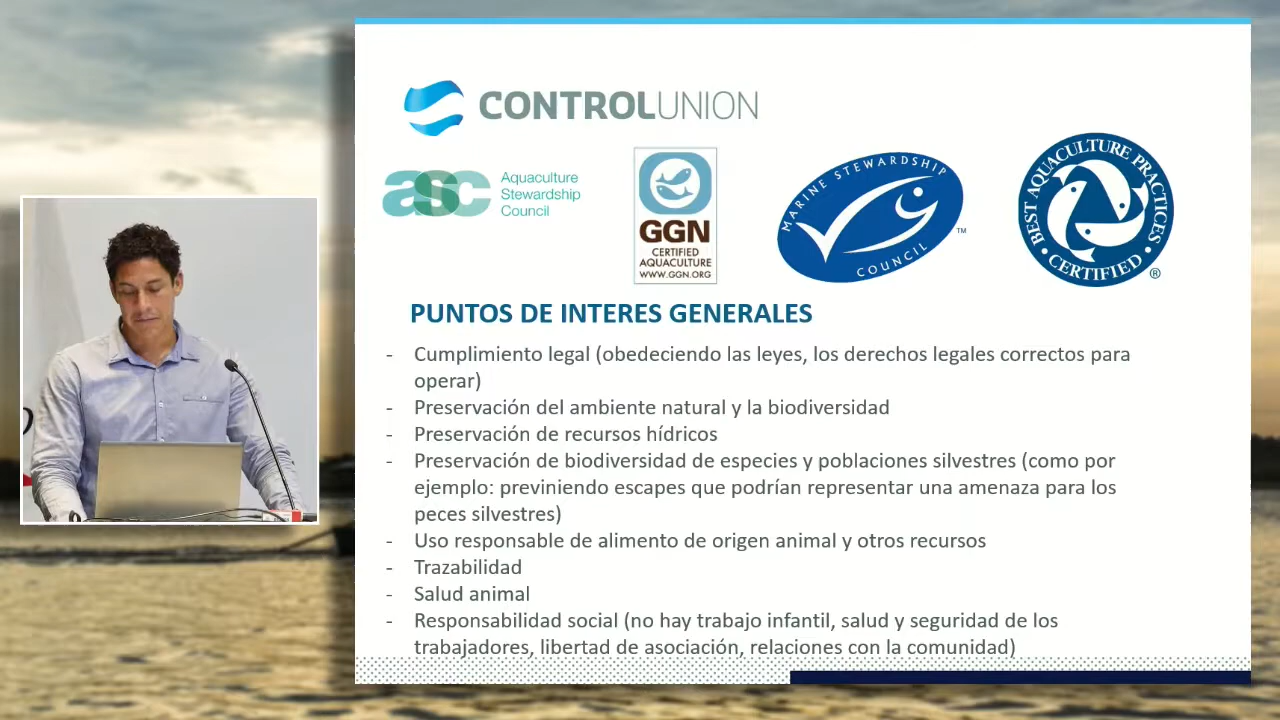 CONTROLUNION
asc Aquaculture
Stewardship
Council
GGN
CERTIFIED
AQUACULTURE
WWW.GGN.ORG
MARINE STEWARDSHIP
COUNCIL
TM
BEST AQUACULTURE PRACTICES
• CERTIFIED •
®
PUNTOS DE INTERES GENERALES
- Cumplimiento legal (obedeciendo las leyes, los derechos legales correctos para
operar)
- Preservación del ambiente natural y la biodiversidad
- Preservación de recursos hídricos
- Preservación de biodiversidad de especies y poblaciones silvestres (como por
ejemplo: previniendo escapes que podrían representar una amenaza para los
peces silvestres)
- Uso responsable de alimento de origen animal y otros recursos
- Trazabilidad
- Salud animal
- Responsabilidad social (no hay trabajo infantil, salud y seguridad de los
trabajadores, libertad de asociación, relaciones con la comunidad)